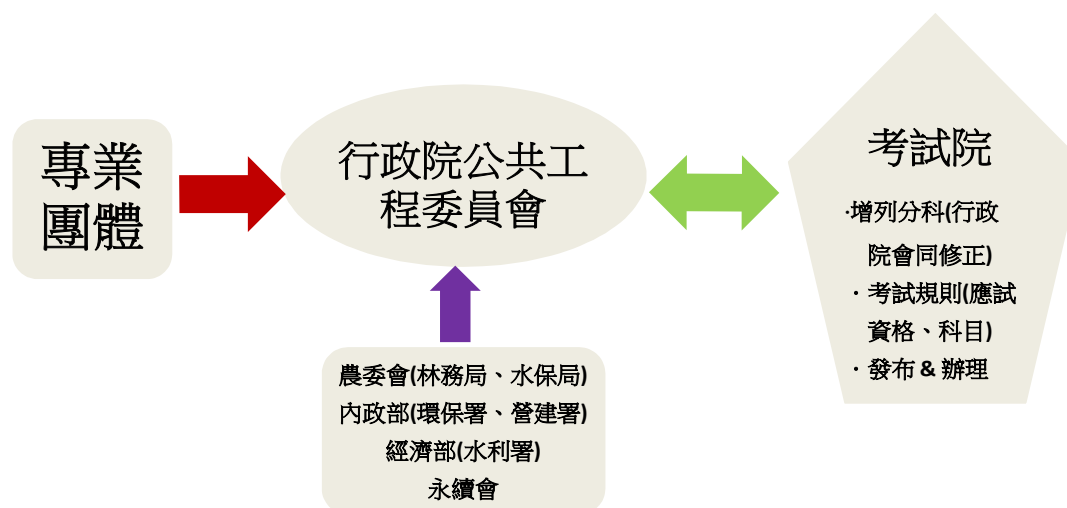 專業
團體
行政院公共工
程委員會
農委會(林務局、水保局)
內政部(環保署、營建署)
經濟部(水利署)
永續會
考試院
·增列分科(行政
院會同修正)
·考試規則(應試
資格、科目)
·發布 & 辦理